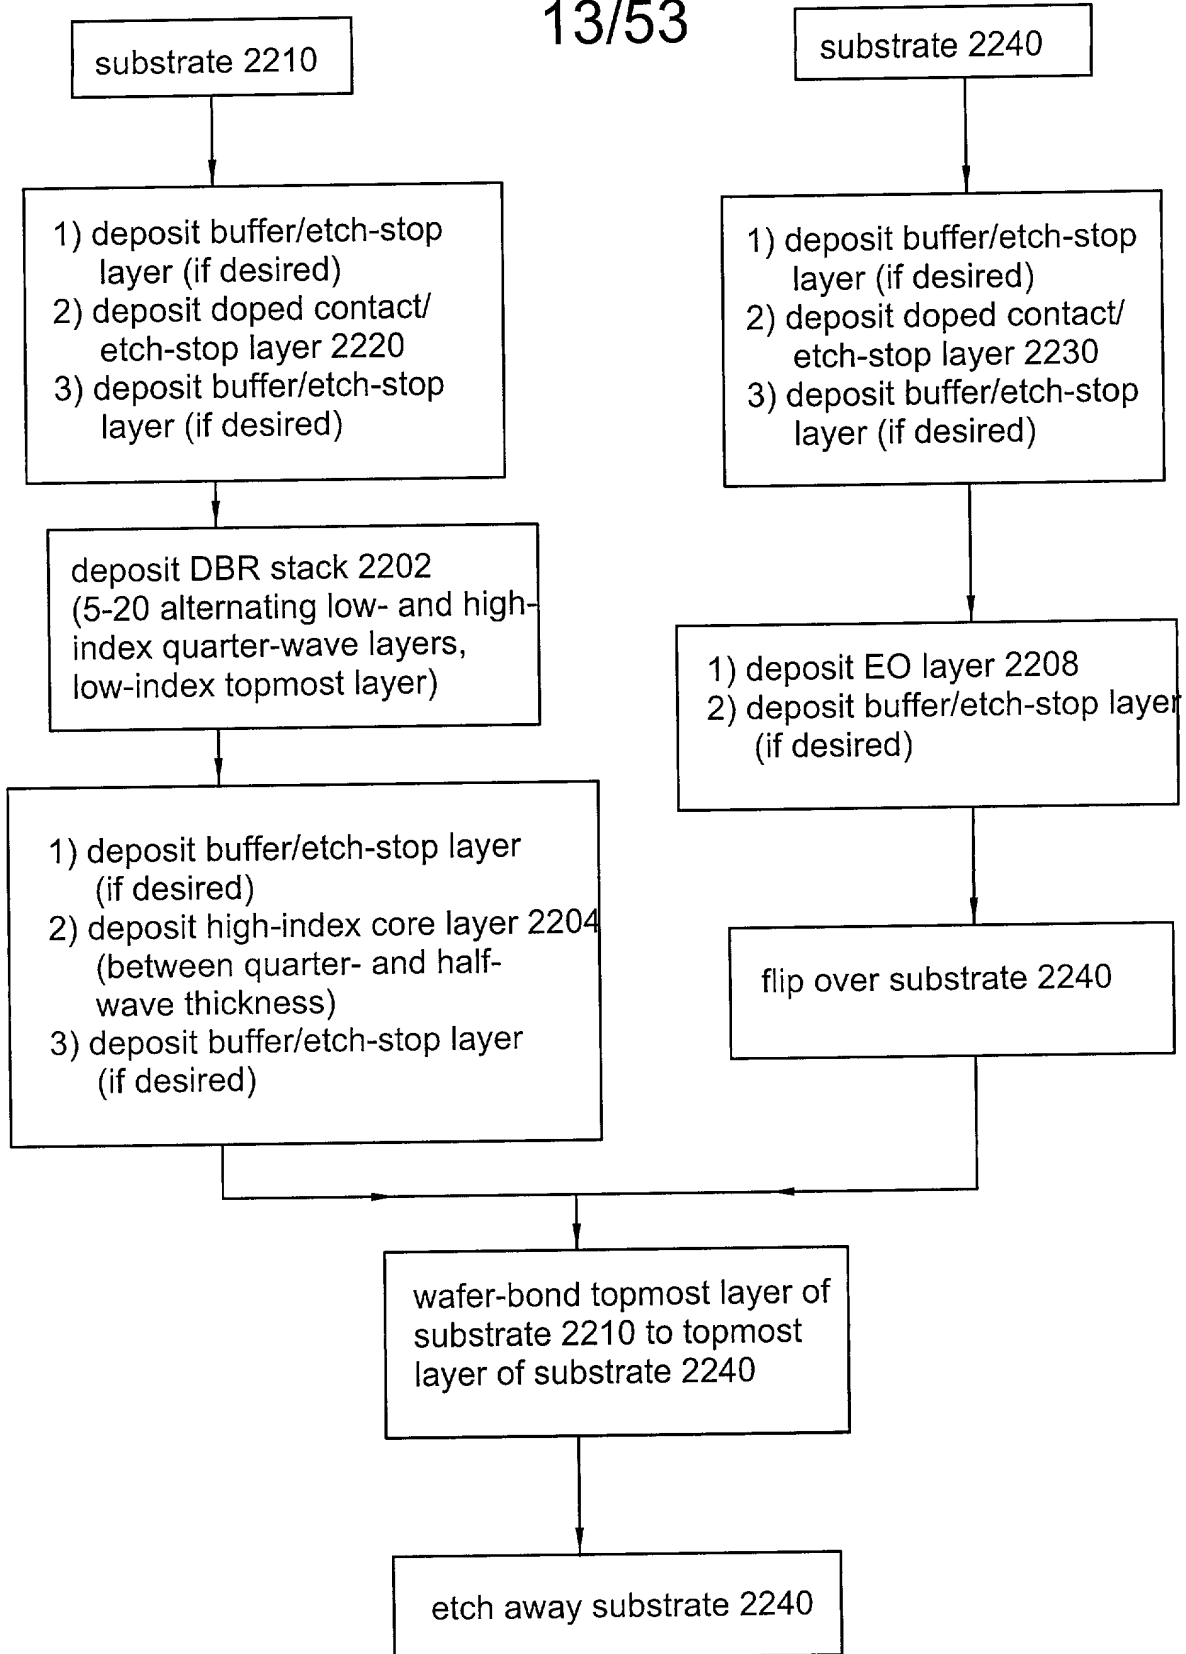 13/53
substrate 2210
1) deposit buffer/etch-stop
layer (if desired)
2) deposit doped contact/
etch-stop layer 2220
3) deposit buffer/etch-stop
layer (if desired)
deposit DBR stack 2202
(5-20 alternating low- and high-
index quarter-wave layers,
low-index topmost layer)
1) deposit buffer/etch-stop layer
(if desired)
2) deposit high-index core layer 2204
(between quarter- and half-
wave thickness)
3) deposit buffer/etch-stop layer
(if desired)
substrate 2240
1) deposit buffer/etch-stop
layer (if desired)
2) deposit doped contact/
etch-stop layer 2230
3) deposit buffer/etch-stop
layer (if desired)
1) deposit EO layer 2208
2) deposit buffer/etch-stop layer
(if desired)
flip over substrate 2240
wafer-bond topmost layer of
substrate 2210 to topmost
layer of substrate 2240
etch away substrate 2240